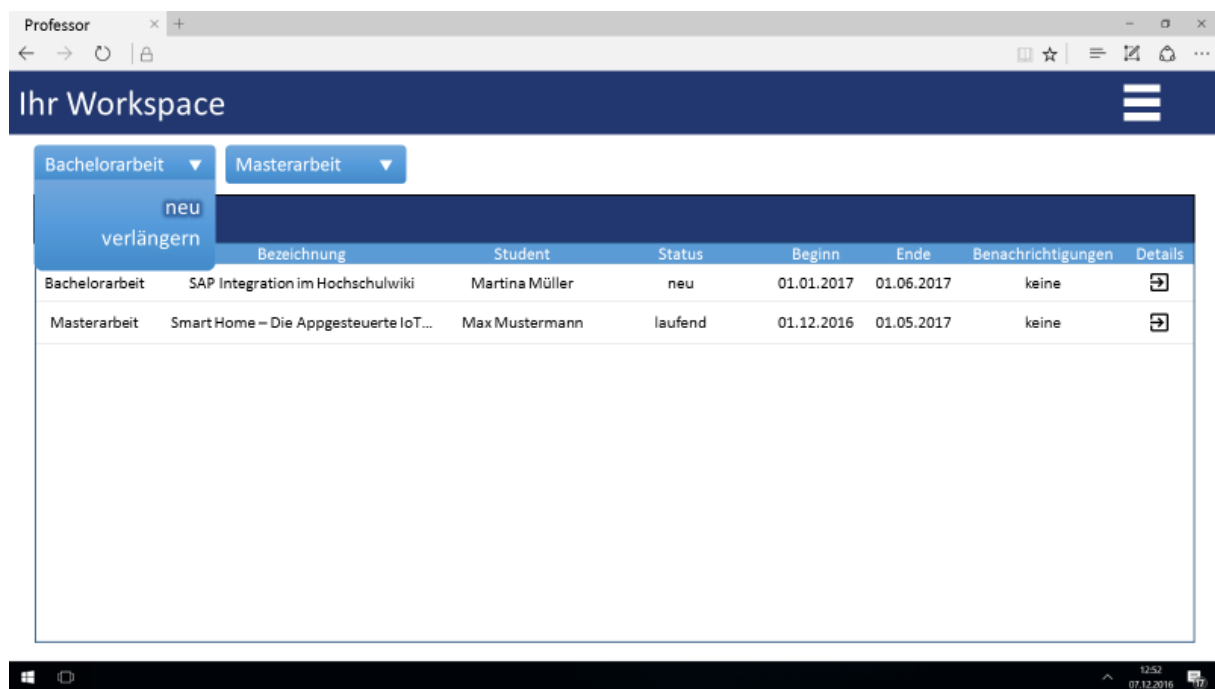 Professor
Ihr Workspace
Bachelorarbeit Masterarbeit
neu
verlängern
Bezeichnung Student Status Beginn Ende Benachrichtigungen Details
Bachelorarbeit SAP Integration im Hochschulwiki Martina Müller neu 01.01.2017 01.06.2017 keine
Masterarbeit Smart Home – Die Appgesteuerte IoT... Max Mustermann laufend 01.12.2016 01.05.2017 keine
12:52
07.12.2016
17